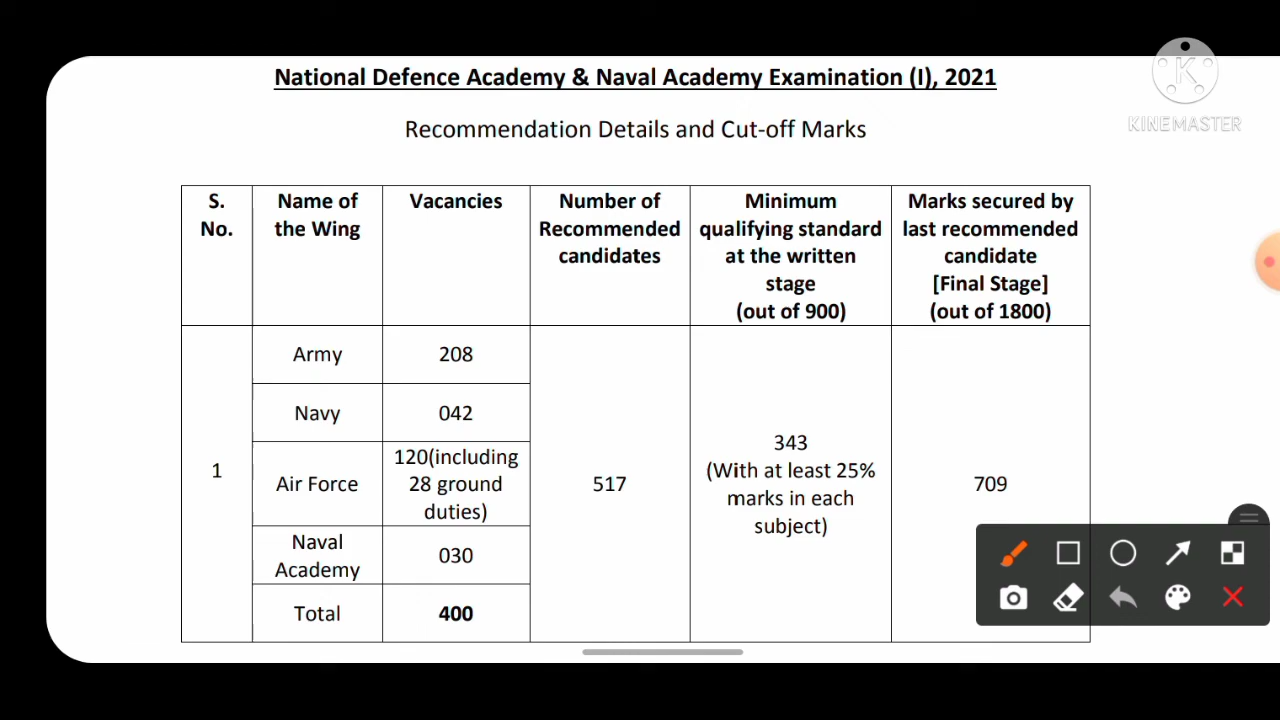 National Defence Academy & Naval Academy Examination (I), 2021
KINEMASTER
Recommendation Details and Cut-off Marks
S.
No.
Name of
the Wing
Vacancies
Number of
Recommended
candidates
Minimum
qualifying standard
at the written
stage
(out of 900)
Marks secured by
last recommended
candidate
[Final Stage]
(out of 1800)
1
Army
208
Navy
042
Air Force
120(including
28 ground
duties)
Naval
Academy
030
Total
400
517
343
(With at least 25%
marks in each
subject)
709